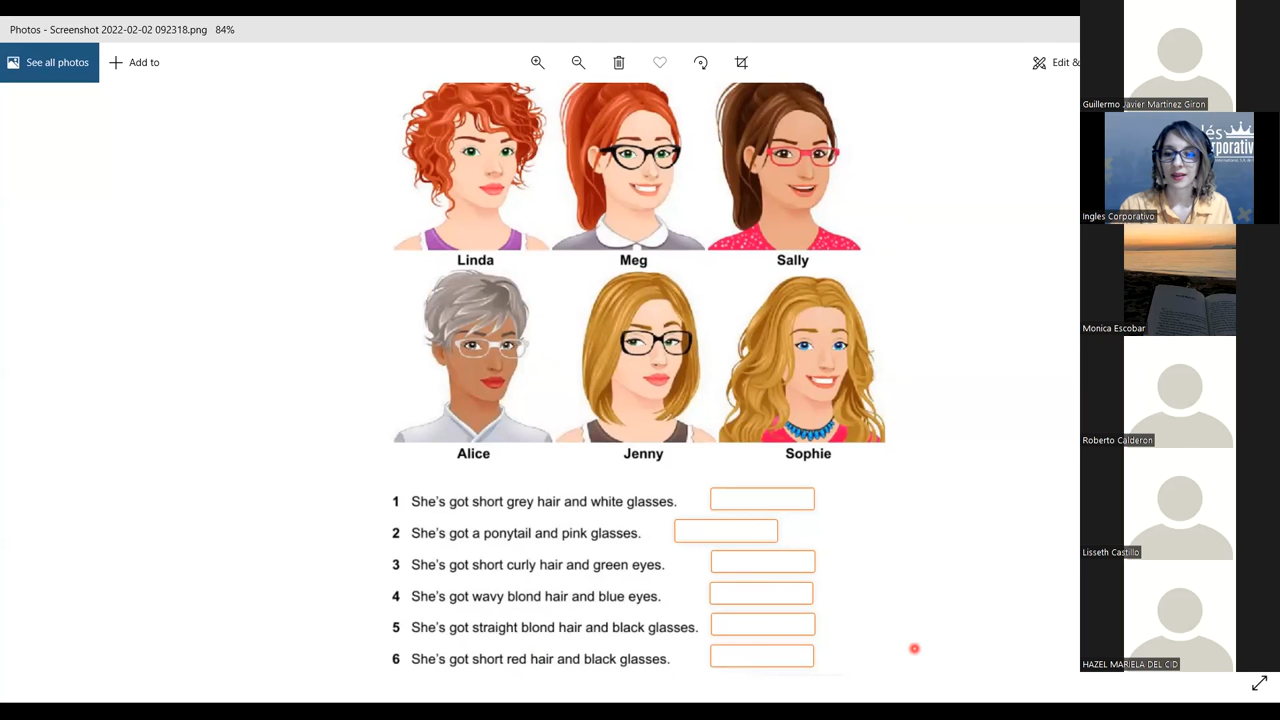 Photos - Screenshot 2022-02-02 092318.png 84%
See all photos
Add to
Edit &
Linda
Meg
Sally
Alice
Jenny
Sophie
1 She's got short grey hair and white glasses.
2 She's got a ponytail and pink glasses.
3 She's got short curly hair and green eyes.
4 She's got wavy blond hair and blue eyes.
5 She's got straight blond hair and black glasses.
6 She's got short red hair and black glasses.
Guillermo Javier Martinez Giron
Ingles Corporativo
Monica Escobar
Roberto Calderon
Lisseth Castillo
HAZEL MARIELA DEL CID